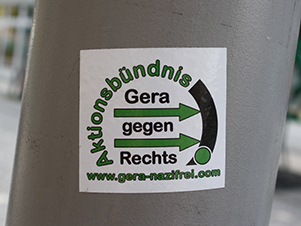 Aktionsbündnis
Gera
gegen
Rechts
www.gera-nazifrei.com